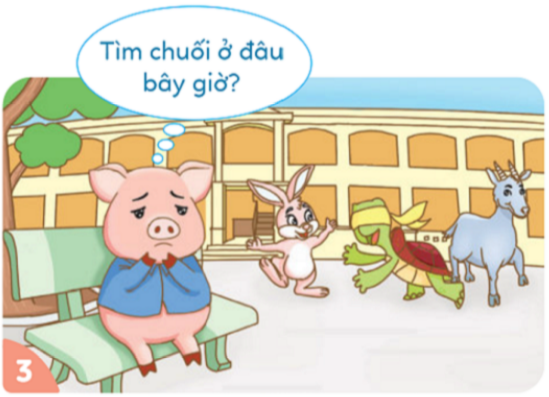 Tìm chuối ở đâu
bây giờ?
3